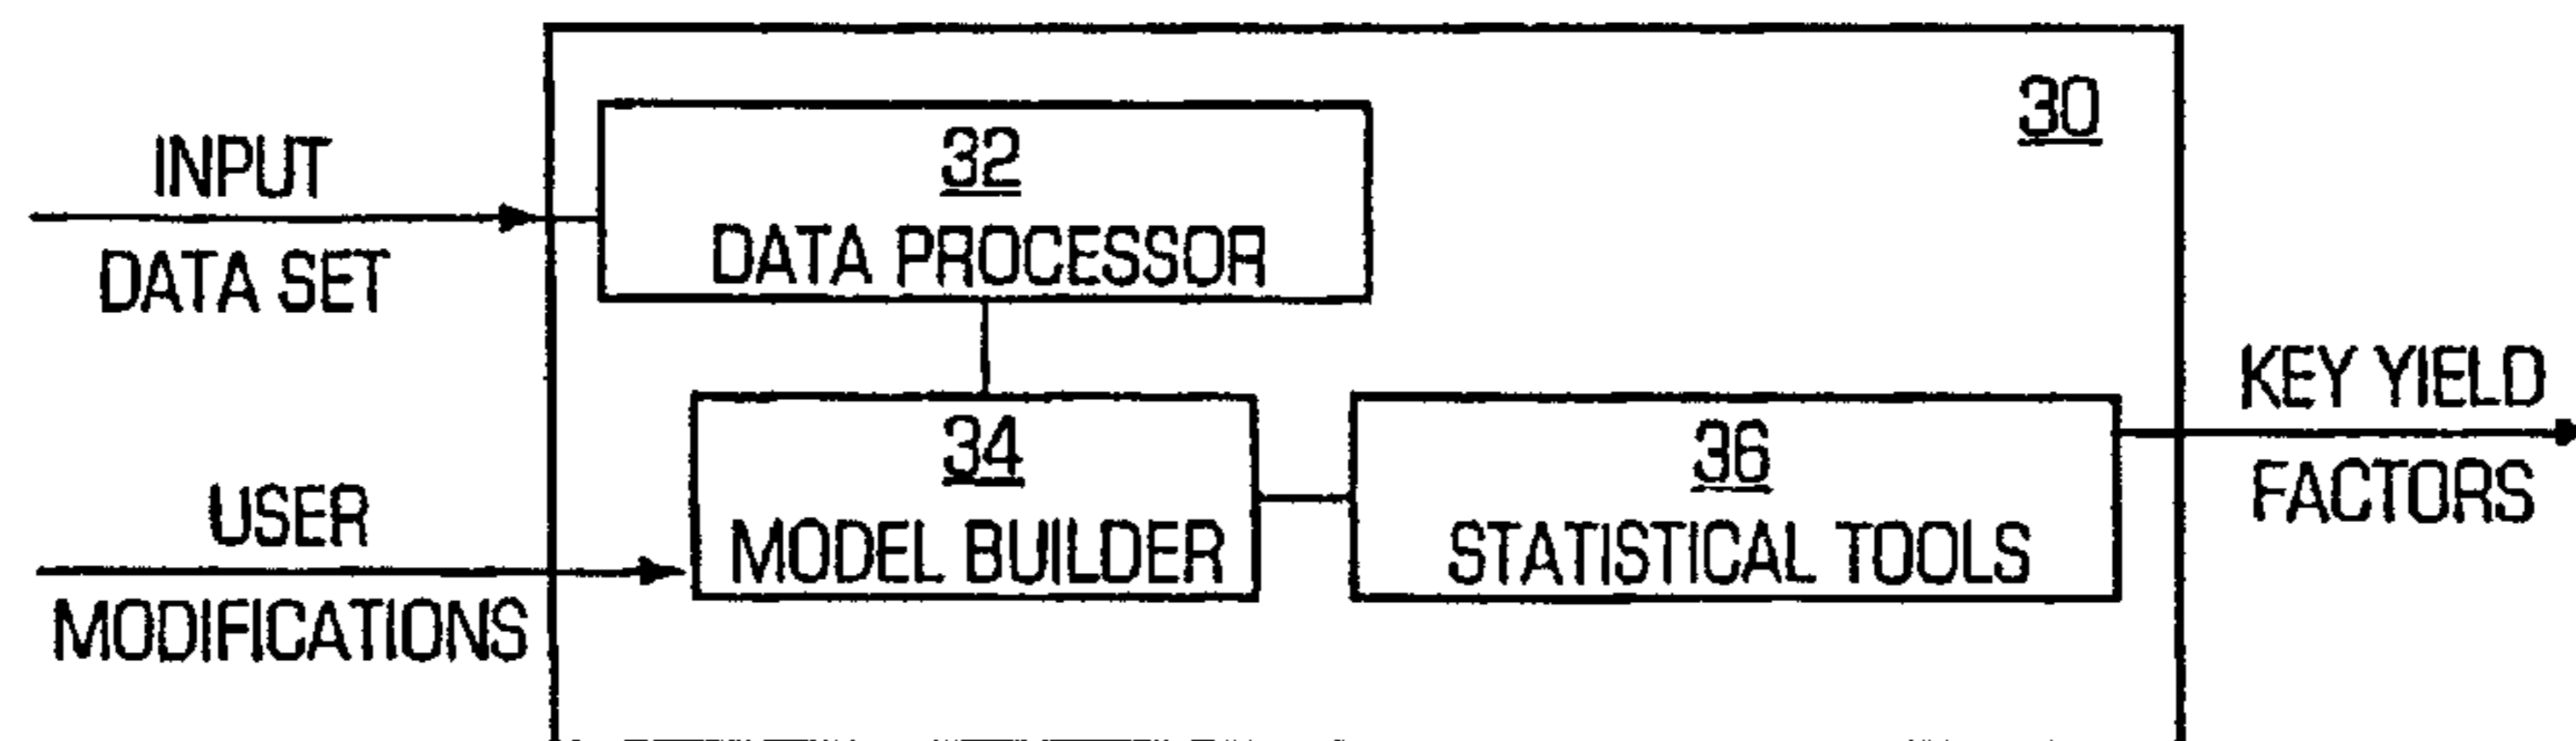 INPUT
DATA SET
30
32
DATA PROCESSOR
USER
MODIFICATIONS
34
MODEL BUILDER
36
STATISTICAL TOOLS
KEY YIELD
FACTORS